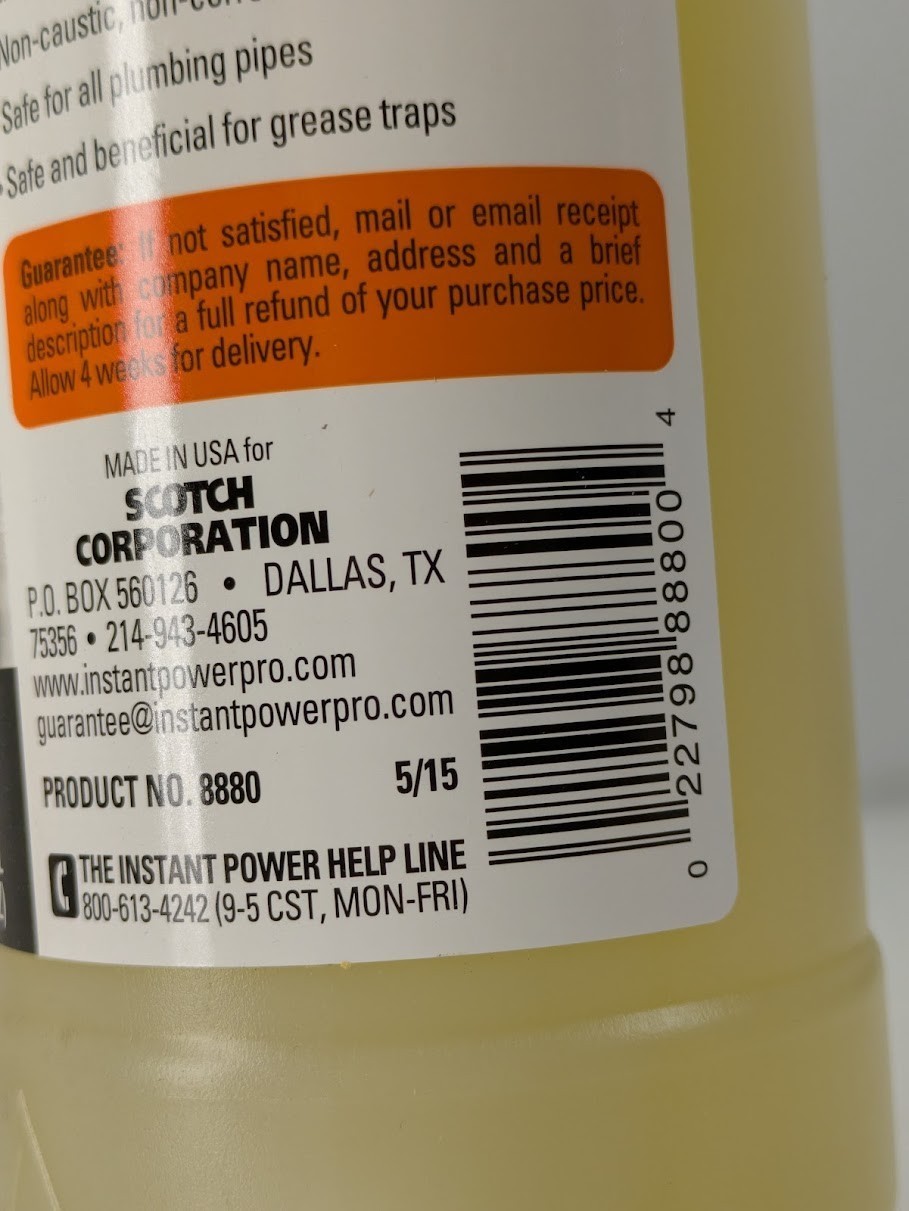 Non-caustic,
Safe for all plumbing pipes
• Safe and beneficial for grease traps
Guarantee: If not satisfied, mail or email receipt
along with company name, address and a brief
description for a full refund of your purchase price.
Allow 4 weeks for delivery.
MADE IN USA for
SCOTCH
CORPORATION
P.O. BOX 560126 • DALLAS, TX
75356 • 214-943-4605
www.instantpowerpro.com
guarantee@instantpowerpro.com
PRODUCT NO. 8880 5/15
THE INSTANT POWER HELP LINE
800-613-4242 (9-5 CST, MON-FRI)
0 22798 88800 4